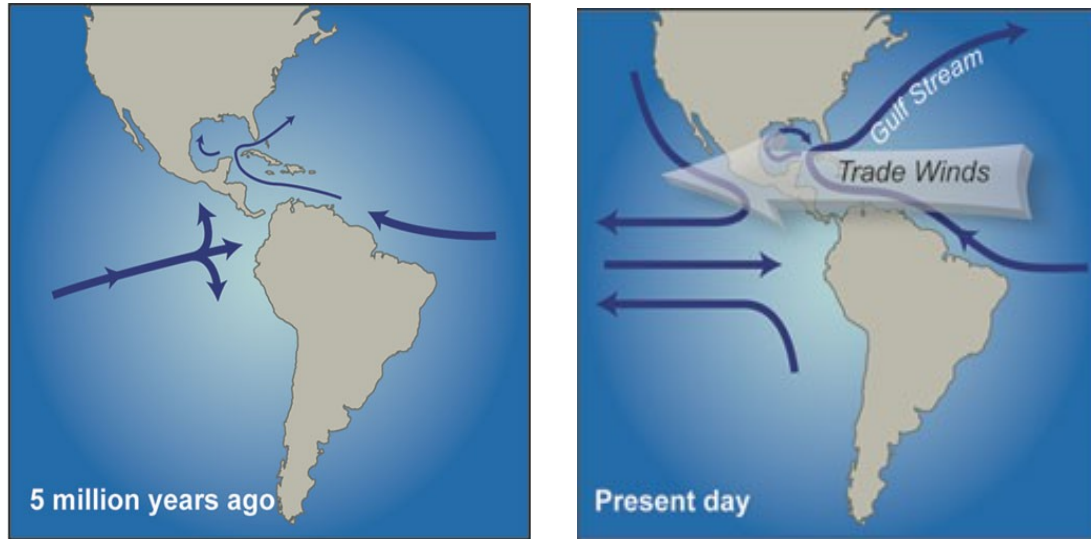 5 million years ago
Gulf Stream
Trade Winds
Present day